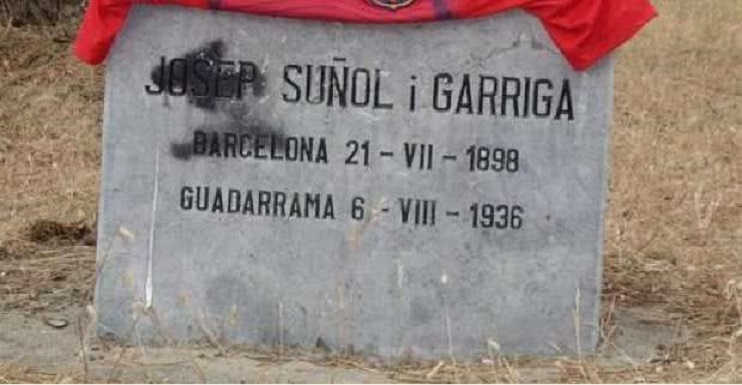 JOSEP SUÑOL i GARRIGA
BARCELONA 21 - VII - 1898
GUADARRAMA 6 - VIII - 1936